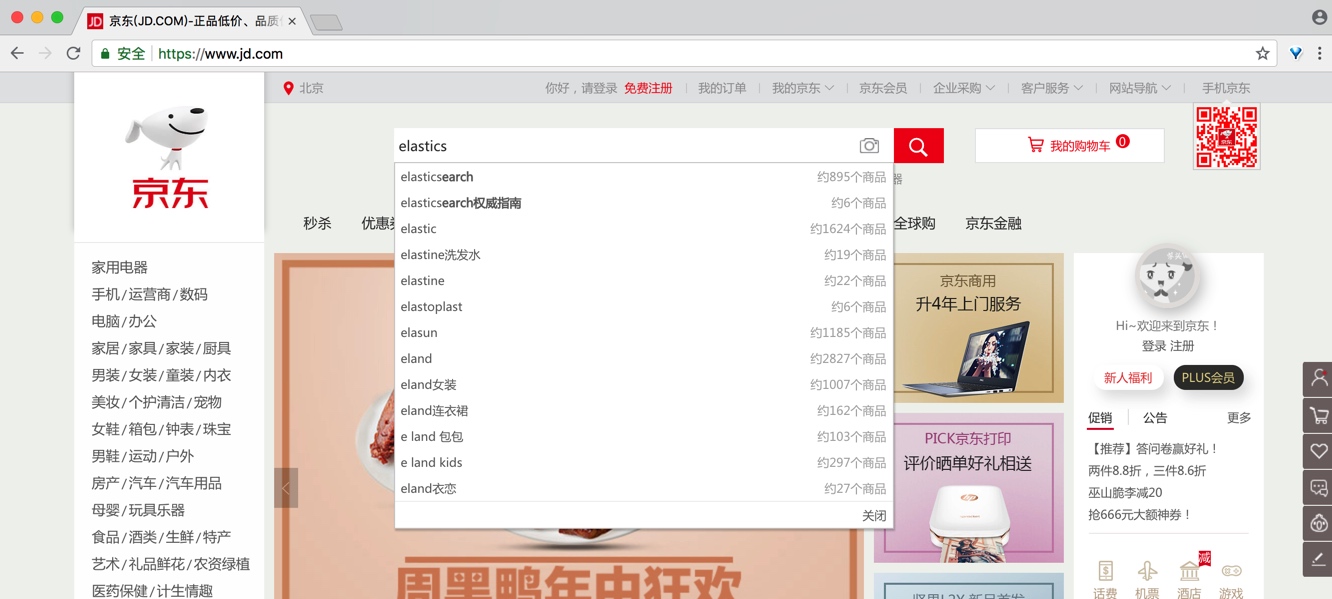 JD 京东(JD.COM)-正品低价、品质
安全 https://www.jd.com
北京
你好，请登录 免费注册 我的订单 我的京东 京东会员 企业采购 客户服务 网站导航 手机京东
京东
elastics
我的购物车 0
器
elasticsearch 约895个商品
elasticsearch权威指南 约6个商品
elastic 约1624个商品
elastine洗发水 约19个商品
elastine 约22个商品
elastoplast 约6个商品
elasun 约1185个商品
eland 约2827个商品
eland女装 约1007个商品
eland连衣裙 约162个商品
e land 包包 约103个商品
e land kids 约297个商品
eland衣恋 约27个商品
关闭
秒杀 优惠券 全球购 京东金融
家用电器
手机/运营商/数码
电脑/办公
家居/家具/家装/厨具
男装/女装/童装/内衣
美妆/个护清洁/宠物
女鞋/箱包/钟表/珠宝
男鞋/运动/户外
房产/汽车/汽车用品
母婴/玩具乐器
食品/酒类/生鲜/特产
艺术/礼品鲜花/农资绿植
医药保健/计生情趣
周黑鸭年中狂欢
京东商用
升4年上门服务
PICK京东打印
评价晒单好礼相送
hp
Hi~欢迎来到京东！
登录 注册
新人福利 PLUS会员
促销 公告 更多
【推荐】答问卷赢好礼！
两件8.8折，三件8.6折
巫山脆李减20
抢666元大额神券！
减
话费 机票 酒店 游戏